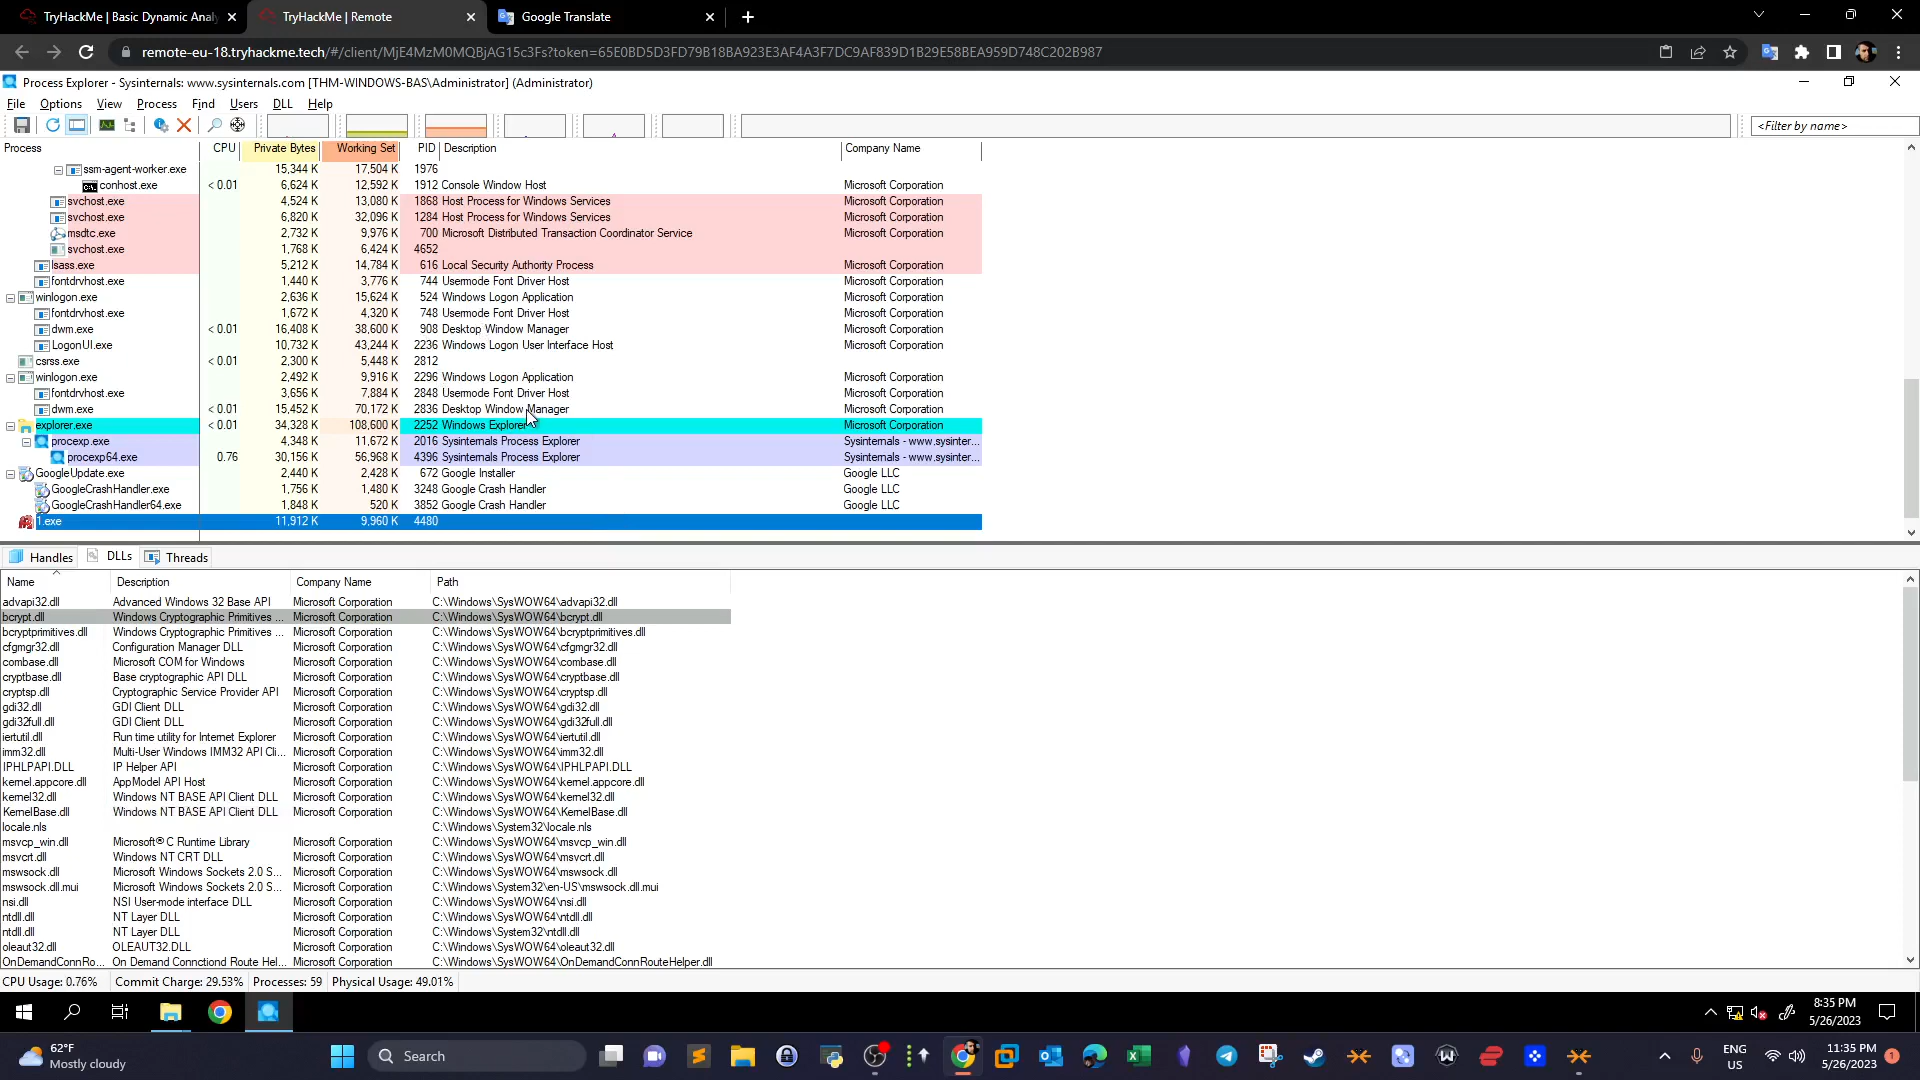 TryHackMe | Basic Dynamic Analy
TryHackMe | Remote
Google Translate
remote-eu-18.tryhackme.tech/#/client/MjE4MzM0MQBjAG15c3Fs?token=65E0BD5D3FD79B18BA923E3AF4A3F7DC9AF839D1B29E58BEA959D748C202B987
Process Explorer - Sysinternals: www.sysinternals.com [THM-WINDOWS-BAS\Administrator] (Administrator)
File Options View Process Find Users DLL Help
<Filter by name>
Process CPU Private Bytes Working Set PID Description Company Name
ssm-agent-worker.exe 15,344 K 17,504 K 1976
conhost.exe < 0.01 6,624 K 12,592 K 1912 Console Window Host Microsoft Corporation
svchost.exe 4,524 K 13,080 K 1868 Host Process for Windows Services Microsoft Corporation
svchost.exe 6,820 K 32,096 K 1284 Host Process for Windows Services Microsoft Corporation
msdtc.exe 2,732 K 9,976 K 700 Microsoft Distributed Transaction Coordinator Service Microsoft Corporation
svchost.exe 1,768 K 6,424 K 4652
lsass.exe 5,212 K 14,784 K 616 Local Security Authority Process Microsoft Corporation
fontdrvhost.exe 1,440 K 3,776 K 744 Usermode Font Driver Host Microsoft Corporation
winlogon.exe 2,636 K 15,624 K 524 Windows Logon Application Microsoft Corporation
fontdrvhost.exe 1,672 K 4,320 K 748 Usermode Font Driver Host Microsoft Corporation
dwm.exe < 0.01 16,408 K 38,600 K 908 Desktop Window Manager Microsoft Corporation
LogonUI.exe 10,732 K 43,244 K 2236 Windows Logon User Interface Host Microsoft Corporation
csrss.exe < 0.01 2,300 K 5,448 K 2812
winlogon.exe 2,492 K 9,916 K 2296 Windows Logon Application Microsoft Corporation
fontdrvhost.exe 3,656 K 7,884 K 2848 Usermode Font Driver Host Microsoft Corporation
dwm.exe < 0.01 15,452 K 70,172 K 2836 Desktop Window Manager Microsoft Corporation
explorer.exe < 0.01 34,328 K 108,600 K 2252 Windows Explorer Microsoft Corporation
procexp.exe 4,348 K 11,672 K 2016 Sysinternals Process Explorer Sysinternals - www.sysinter...
procexp64.exe 0.76 30,156 K 56,968 K 4396 Sysinternals Process Explorer Sysinternals - www.sysinter...
GoogleUpdate.exe 2,440 K 2,428 K 672 Google Installer Google LLC
GoogleCrashHandler.exe 1,756 K 1,480 K 3248 Google Crash Handler Google LLC
GoogleCrashHandler64.exe 1,848 K 520 K 3852 Google Crash Handler Google LLC
1.exe 11,912 K 9,960 K 4480
Handles DLLs Threads
Name Description Company Name Path
advapi32.dll Advanced Windows 32 Base API Microsoft Corporation C:\Windows\SysWOW64\advapi32.dll
bcrypt.dll Windows Cryptographic Primitives ... Microsoft Corporation C:\Windows\SysWOW64\bcrypt.dll
bcryptprimitives.dll Windows Cryptographic Primitives ... Microsoft Corporation C:\Windows\SysWOW64\bcryptprimitives.dll
cfgmgr32.dll Configuration Manager DLL Microsoft Corporation C:\Windows\SysWOW64\cfgmgr32.dll
combase.dll Microsoft COM for Windows Microsoft Corporation C:\Windows\SysWOW64\combase.dll
cryptbase.dll Base cryptographic API DLL Microsoft Corporation C:\Windows\SysWOW64\cryptbase.dll
cryptsp.dll Cryptographic Service Provider API Microsoft Corporation C:\Windows\SysWOW64\cryptsp.dll
gdi32.dll GDI Client DLL Microsoft Corporation C:\Windows\SysWOW64\gdi32.dll
gdi32full.dll GDI Client DLL Microsoft Corporation C:\Windows\SysWOW64\gdi32full.dll
iertutil.dll Run time utility for Internet Explorer Microsoft Corporation C:\Windows\SysWOW64\iertutil.dll
imm32.dll Multi-User Windows IMM32 API Cli... Microsoft Corporation C:\Windows\SysWOW64\imm32.dll
IPHLPAPI.DLL IP Helper API Microsoft Corporation C:\Windows\SysWOW64\IPHLPAPI.DLL
kernel.appcore.dll AppModel API Host Microsoft Corporation C:\Windows\SysWOW64\kernel.appcore.dll
kernel32.dll Windows NT BASE API Client DLL Microsoft Corporation C:\Windows\SysWOW64\kernel32.dll
KernelBase.dll Windows NT BASE API Client DLL Microsoft Corporation C:\Windows\SysWOW64\KernelBase.dll
locale.nls C:\Windows\System32\locale.nls
msvcp_win.dll Microsoft® C Runtime Library Microsoft Corporation C:\Windows\SysWOW64\msvcp_win.dll
msvcrt.dll Windows NT CRT DLL Microsoft Corporation C:\Windows\SysWOW64\msvcrt.dll
mswsock.dll Microsoft Windows Sockets 2.0 S... Microsoft Corporation C:\Windows\SysWOW64\mswsock.dll
mswsock.dll.mui Microsoft Windows Sockets 2.0 S... Microsoft Corporation C:\Windows\System32\en-US\mswsock.dll.mui
nsi.dll NSI User-mode interface DLL Microsoft Corporation C:\Windows\SysWOW64\nsi.dll
ntdll.dll NT Layer DLL Microsoft Corporation C:\Windows\SysWOW64\ntdll.dll
ntdll.dll NT Layer DLL Microsoft Corporation C:\Windows\System32\ntdll.dll
oleaut32.dll OLEAUT32.DLL Microsoft Corporation C:\Windows\SysWOW64\oleaut32.dll
OnDemandConnRo... On Demand Connctiond Route Hel... Microsoft Corporation C:\Windows\SysWOW64\OnDemandConnRouteHelper.dll
CPU Usage: 0.76% Commit Charge: 29.53% Processes: 59 Physical Usage: 49.01%
8:35 PM
5/26/2023
62°F
Mostly cloudy
Search
ENG
US
11:35 PM
5/26/2023
1